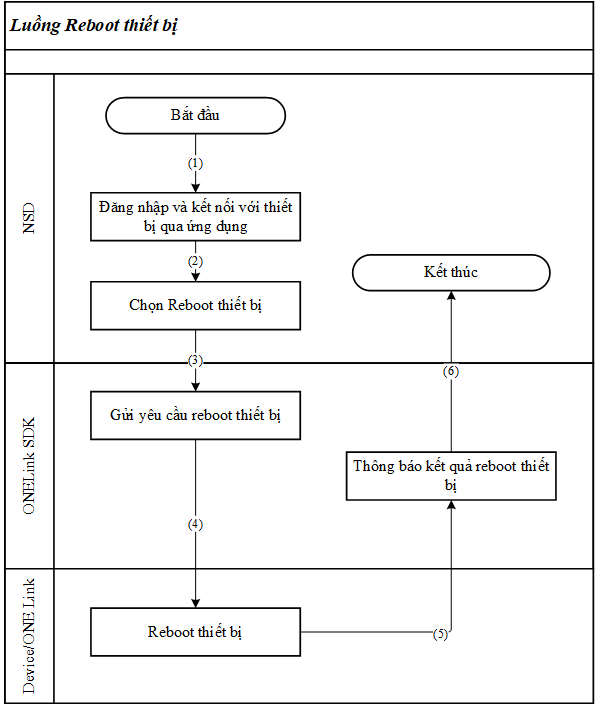 Luồng Reboot thiết bị
NSD
Bắt đầu
(1)
Đăng nhập và kết nối với thiết
bị qua ứng dụng
(2)
Chọn Reboot thiết bị
(3)
Kết thúc
(6)
ONELink SDK
Gửi yêu cầu reboot thiết bị
(4)
Thông báo kết quả reboot thiết
bị
Device/ONE Link
Reboot thiết bị
(5)